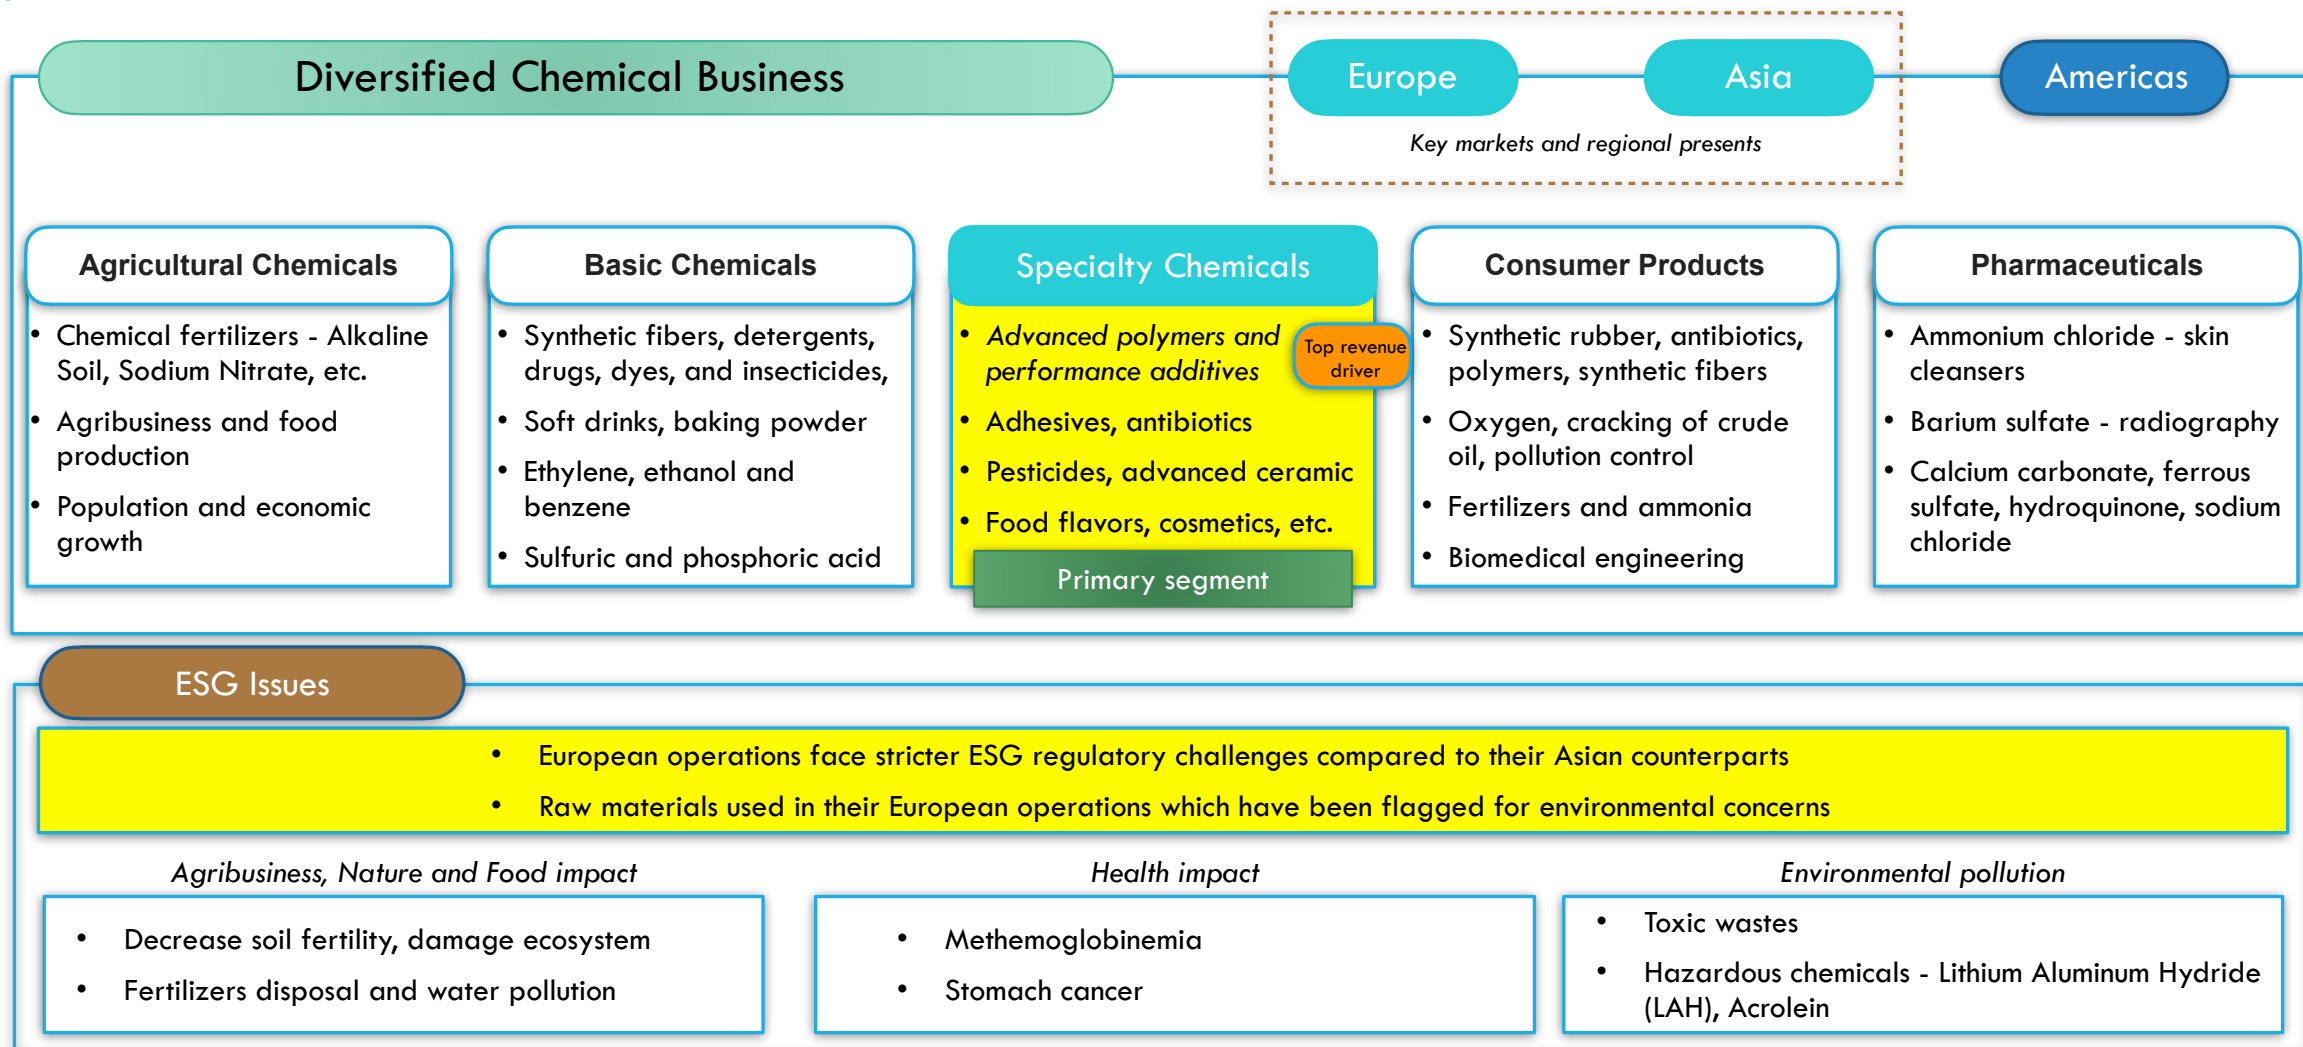 Diversified Chemical Business
Europe
Asia
Americas
Key markets and regional presents
Agricultural Chemicals
• Chemical fertilizers - Alkaline
Soil, Sodium Nitrate, etc.
• Agribusiness and food
production
• Population and economic
growth
Basic Chemicals
• Synthetic fibers, detergents,
drugs, dyes, and insecticides,
• Soft drinks, baking powder
• Ethylene, ethanol and
benzene
• Sulfuric and phosphoric acid
Specialty Chemicals
• Advanced polymers and
performance additives
Top revenue
driver
• Adhesives, antibiotics
• Pesticides, advanced ceramic
• Food flavors, cosmetics, etc.
Primary segment
Consumer Products
• Synthetic rubber, antibiotics,
polymers, synthetic fibers
• Oxygen, cracking of crude
oil, pollution control
• Fertilizers and ammonia
• Biomedical engineering
Pharmaceuticals
• Ammonium chloride - skin
cleansers
• Barium sulfate - radiography
• Calcium carbonate, ferrous
sulfate, hydroquinone, sodium
chloride
ESG Issues
• European operations face stricter ESG regulatory challenges compared to their Asian counterparts
• Raw materials used in their European operations which have been flagged for environmental concerns
Agribusiness, Nature and Food impact
• Decrease soil fertility, damage ecosystem
• Fertilizers disposal and water pollution
Health impact
• Methemoglobinemia
• Stomach cancer
Environmental pollution
• Toxic wastes
• Hazardous chemicals - Lithium Aluminum Hydride
(LAH), Acrolein